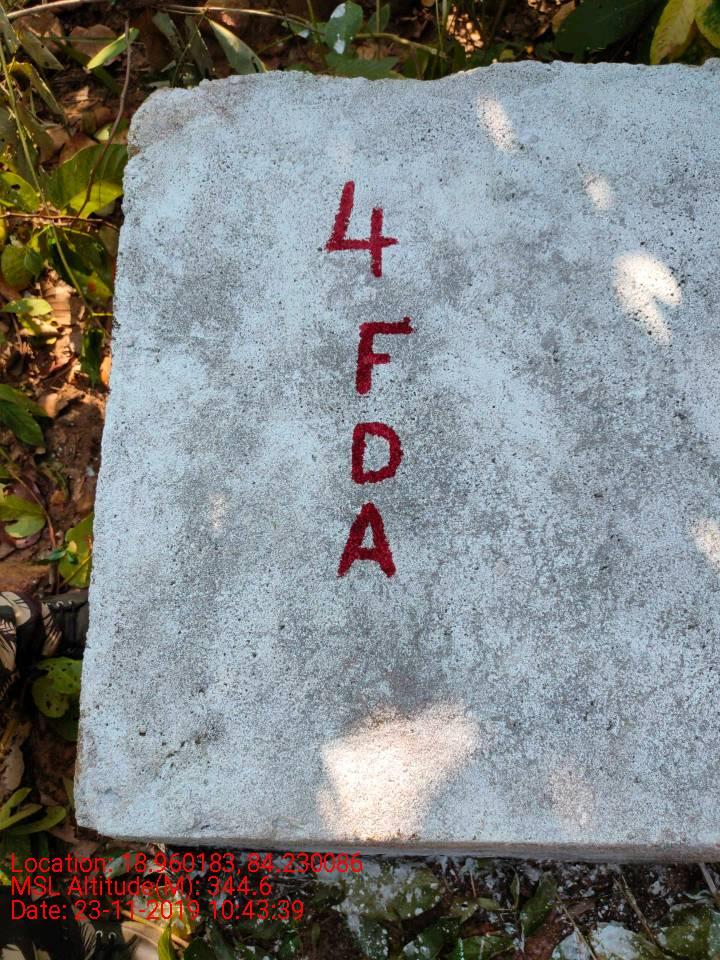 4
F
D
A
Location: 18.960183, 84.230086
MSL Altitude(M): 344.6
Date: 23-11-2019 10:43:39